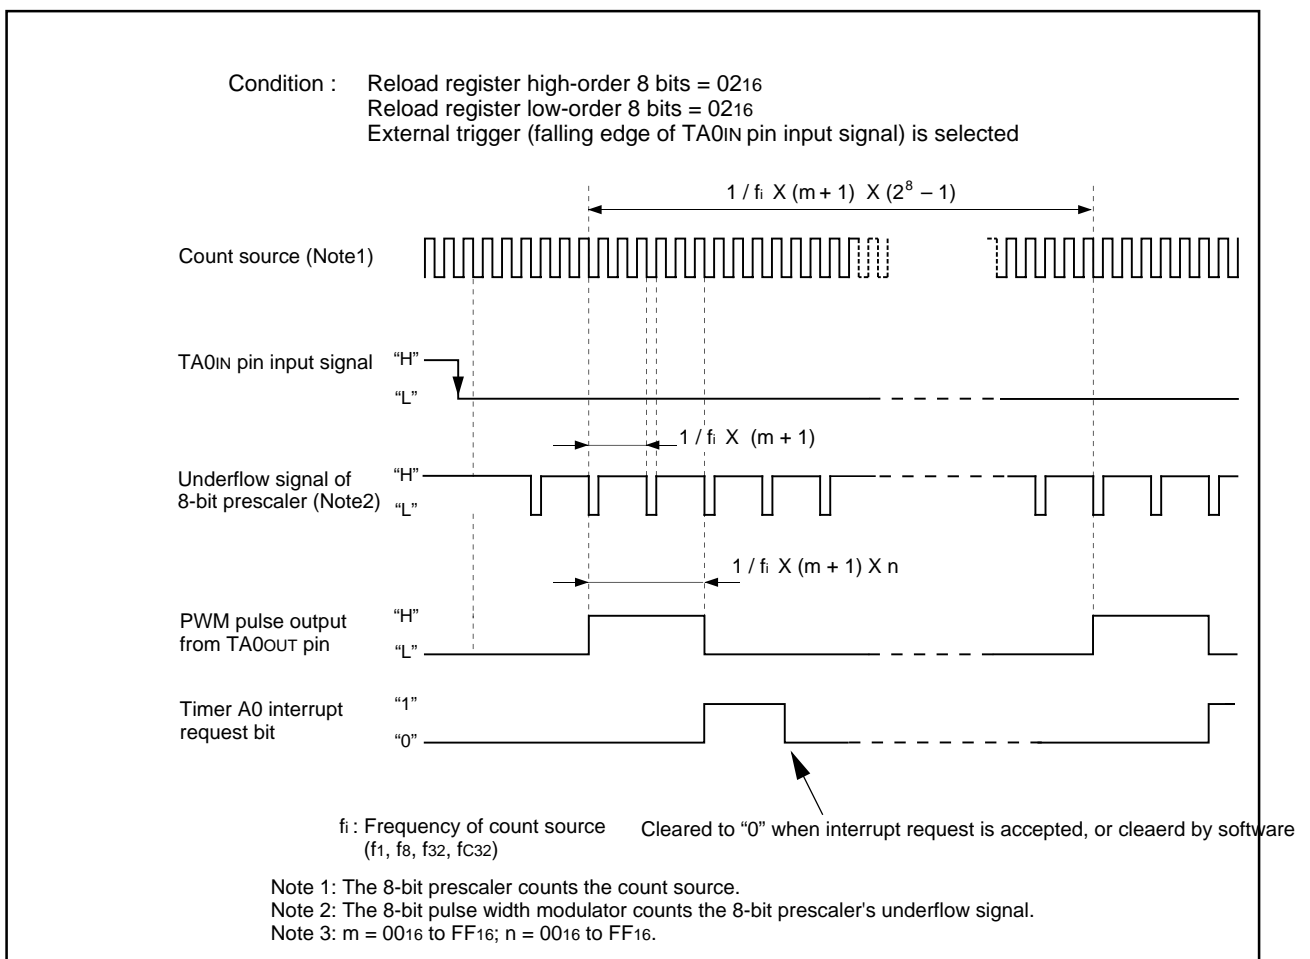 Condition : Reload register high-order 8 bits = 0216
Reload register low-order 8 bits = 0216
External trigger (falling edge of TA0IN pin input signal) is selected
1 / fi X (m + 1) X (2^8 – 1)
Count source (Note1)
TA0IN pin input signal
“H”
“L”
1 / fi X (m + 1)
Underflow signal of
8-bit prescaler (Note2)
“H”
“L”
1 / fi X (m + 1) X n
PWM pulse output
from TA0OUT pin
“H”
“L”
Timer A0 interrupt
request bit
“1”
“0”
fi : Frequency of count source
(f1, f8, f32, fC32)
Cleared to “0” when interrupt request is accepted, or cleaerd by software
Note 1: The 8-bit prescaler counts the count source.
Note 2: The 8-bit pulse width modulator counts the 8-bit prescaler's underflow signal.
Note 3: m = 0016 to FF16; n = 0016 to FF16.